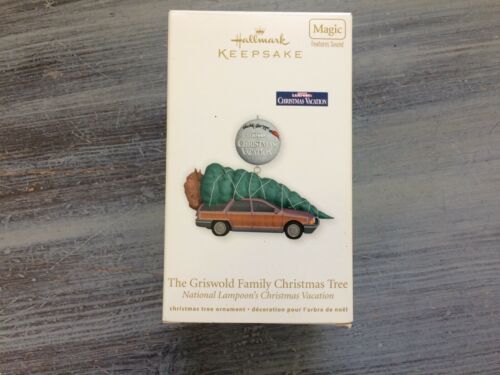 Hallmark
KEEPSAKE
Magic
Features Sound
CHRISTMAS VACATION
CHRISTMAS
VACATION
The Griswold Family Christmas Tree
National Lampoon's Christmas Vacation
christmas tree ornament • décoration pour l'arbre de noël